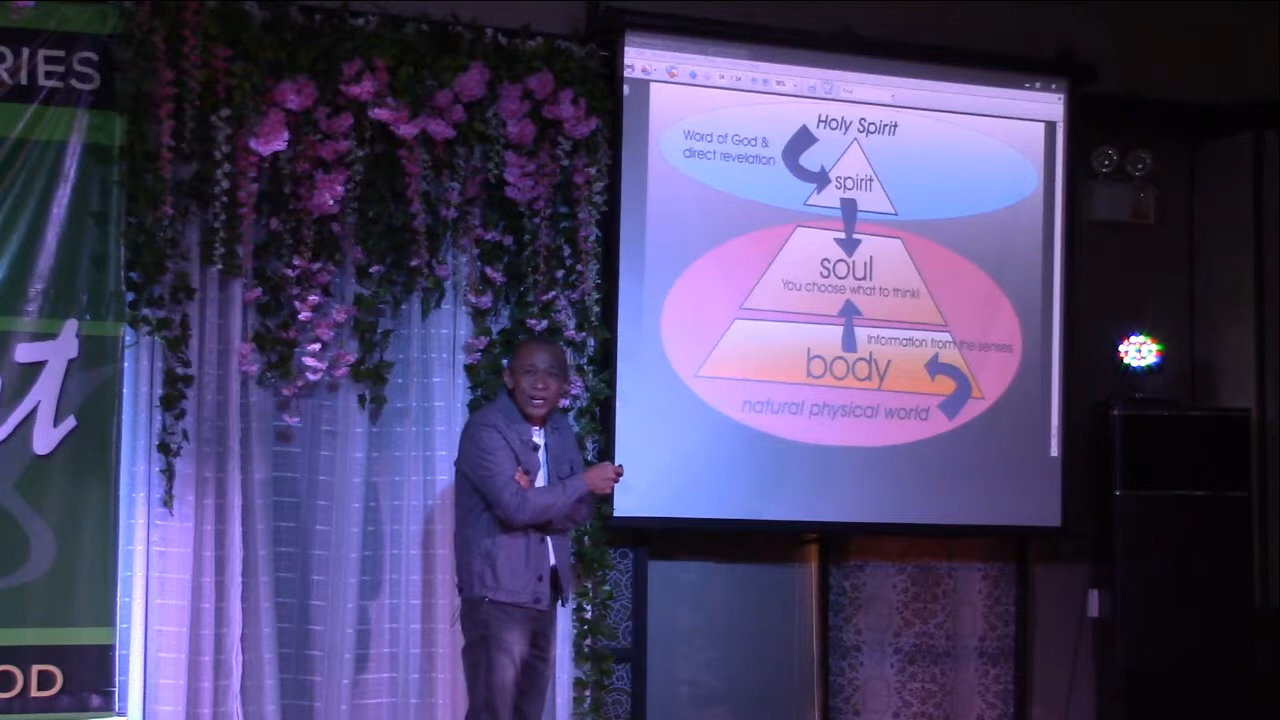 RIES
t
OD
Holy Spirit
Word of God &
direct revelation
spirit
soul
You choose what to think!
Information from the senses
body
natural physical world